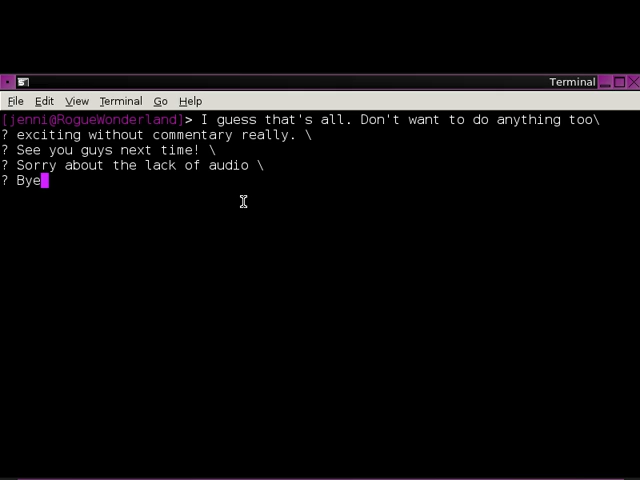 Terminal
File Edit View Terminal Go Help
[jenni@RogueWonderland]> I guess that's all. Don't want to do anything too\
? exciting without commentary really. \
? See you guys next time! \
? Sorry about the lack of audio \
? Bye